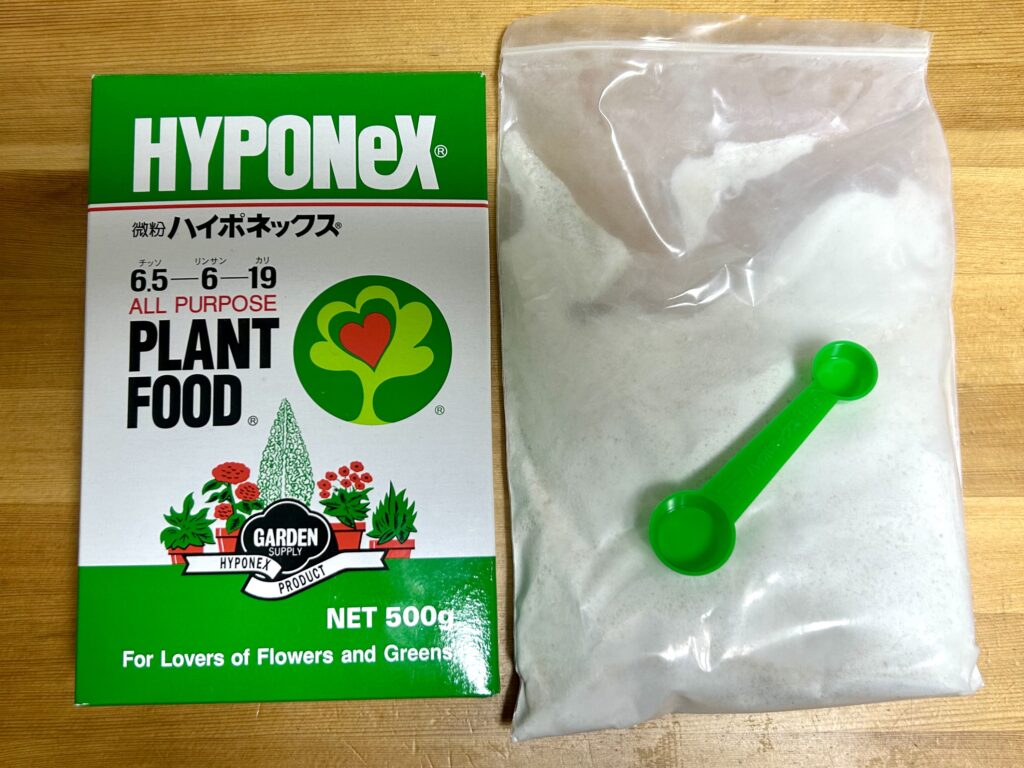 HYPONeX®
微粉 ハイポネックス®
チッソ リンサン カリ
6.5—6—19
ALL PURPOSE
PLANT
FOOD®
®
GARDEN
SUPPLY
HYPONEX
PRODUCT
NET 500g
For Lovers of Flowers and Greens